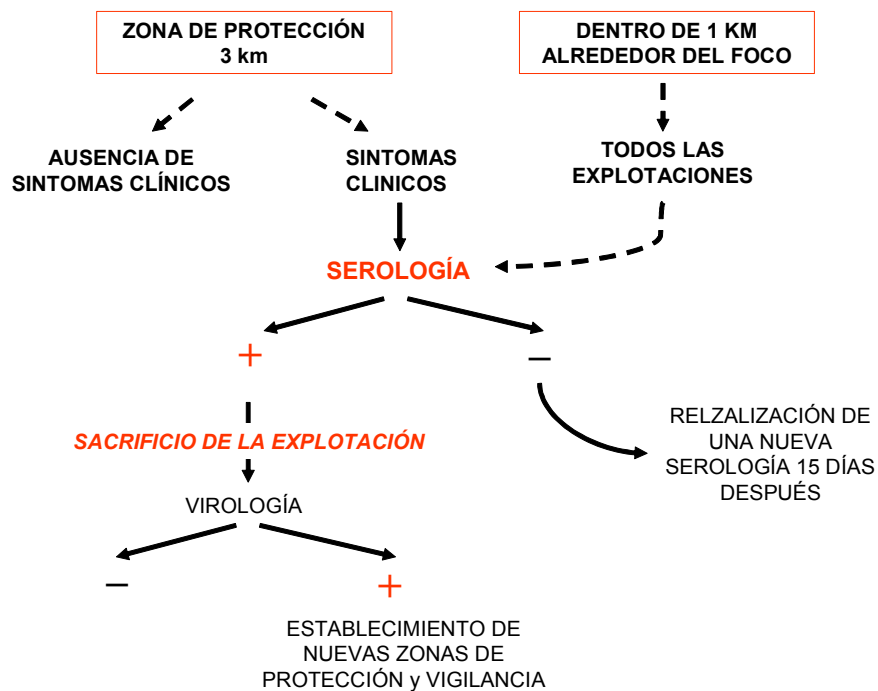 ZONA DE PROTECCIÓN
3 km
DENTRO DE 1 KM
ALREDEDOR DEL FOCO
AUSENCIA DE
SINTOMAS CLÍNICOS
SINTOMAS
CLINICOS
TODOS LAS
EXPLOTACIONES
SEROLOGÍA
+
–
SACRIFICIO DE LA EXPLOTACIÓN
RELZALIZACIÓN DE
UNA NUEVA
SEROLOGÍA 15 DÍAS
DESPUÉS
VIROLOGÍA
–
+
ESTABLECIMIENTO DE
NUEVAS ZONAS DE
PROTECCIÓN y VIGILANCIA